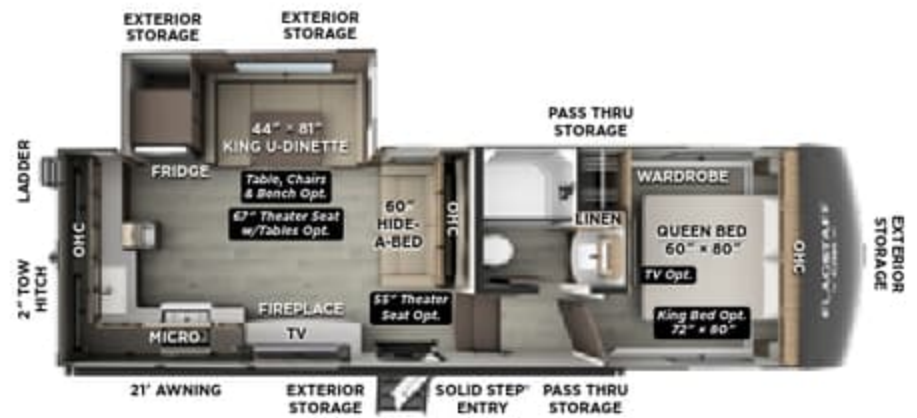 EXTERIOR
STORAGE
EXTERIOR
STORAGE
PASS THRU
STORAGE
LADDER
44" × 81"
KING U-DINETTE
FRIDGE
Table, Chairs
& Bench Opt.
67" Theater Seat
w/Tables Opt.
60"
HIDE-
A-BED
OHC
OHC
LINEN
WARDROBE
QUEEN BED
60" × 80"
TV Opt.
King Bed Opt.
72" × 80"
OHC
FLAGSTAFF
EXTERIOR
STORAGE
2" TOW
HITCH
FIREPLACE
TV
MICRO
55" Theater
Seat Opt.
21' AWNING
EXTERIOR
STORAGE
SOLID STEP®
ENTRY
PASS THRU
STORAGE